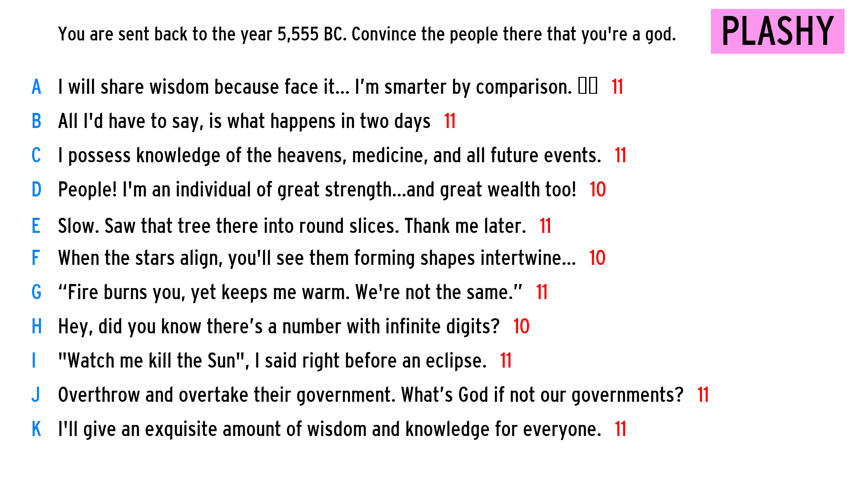 You are sent back to the year 5,555 BC. Convince the people there that you're a god.
PLASHY
A I will share wisdom because face it... I’m smarter by comparison. 11
B All I'd have to say, is what happens in two days 11
C I possess knowledge of the heavens, medicine, and all future events. 11
D People! I'm an individual of great strength...and great wealth too! 10
E Slow. Saw that tree there into round slices. Thank me later. 11
F When the stars align, you'll see them forming shapes intertwine... 10
G “Fire burns you, yet keeps me warm. We're not the same.” 11
H Hey, did you know there’s a number with infinite digits? 10
I "Watch me kill the Sun", I said right before an eclipse. 11
J Overthrow and overtake their government. What’s God if not our governments? 11
K I'll give an exquisite amount of wisdom and knowledge for everyone. 11